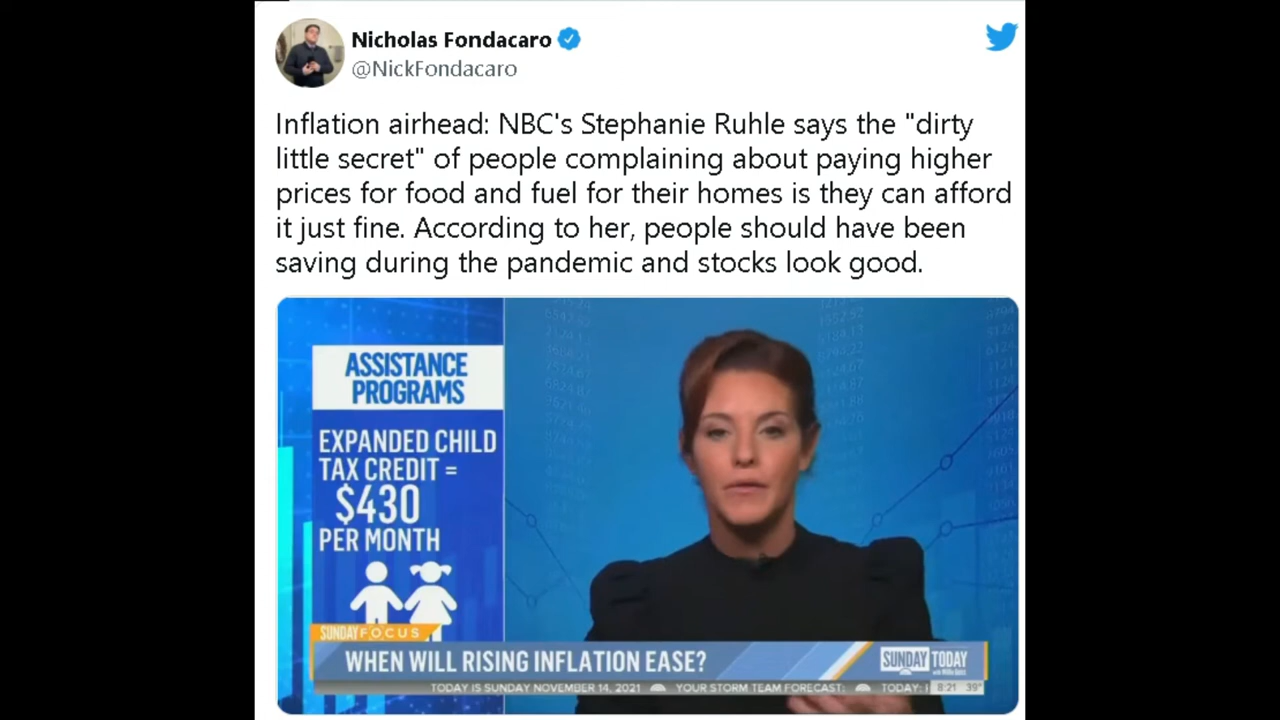 Nicholas Fondacaro
@NickFondacaro
Inflation airhead: NBC's Stephanie Ruhle says the "dirty
little secret" of people complaining about paying higher
prices for food and fuel for their homes is they can afford
it just fine. According to her, people should have been
saving during the pandemic and stocks look good.
ASSISTANCE
PROGRAMS
EXPANDED CHILD
TAX CREDIT =
$430
PER MONTH
SUNDAY FOCUS
WHEN WILL RISING INFLATION EASE?
SUNDAY TODAY
TODAY IS SUNDAY NOVEMBER 14, 2021 YOUR STORM TEAM FORECAST: TODAY: 8:21 39°